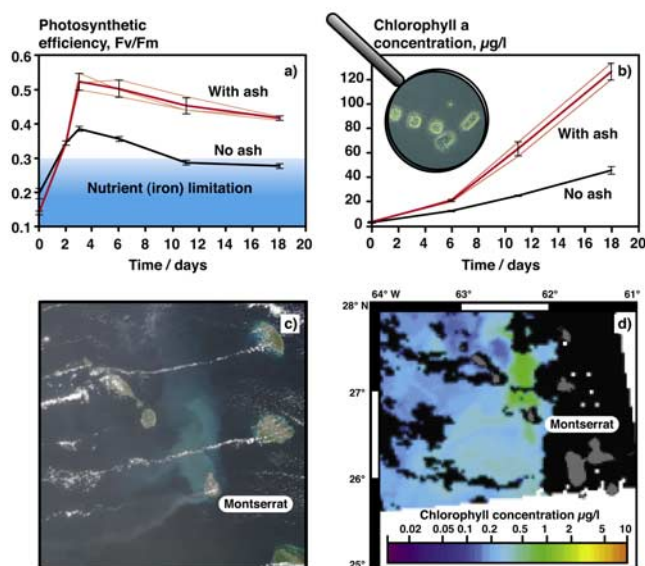 Photosynthetic
efficiency, Fv/Fm
0.6
0.5
0.4
0.3
0.2
0.1
a)
With ash
No ash
Nutrient (iron) limitation
0 2 4 6 8 10 12 14 16 18 20
Time / days
Chlorophyll a
concentration, µg/l
120
100
80
60
40
20
0
b)
With ash
No ash
0 2 4 6 8 10 12 14 16 18 20
Time / days
c)
Montserrat
64° W 63° 62° 61°
28° N
27°
26°
25°
d)
Montserrat
Chlorophyll concentration µg/l
0.02 0.05 0.1 0.2 0.5 1 2 5 10